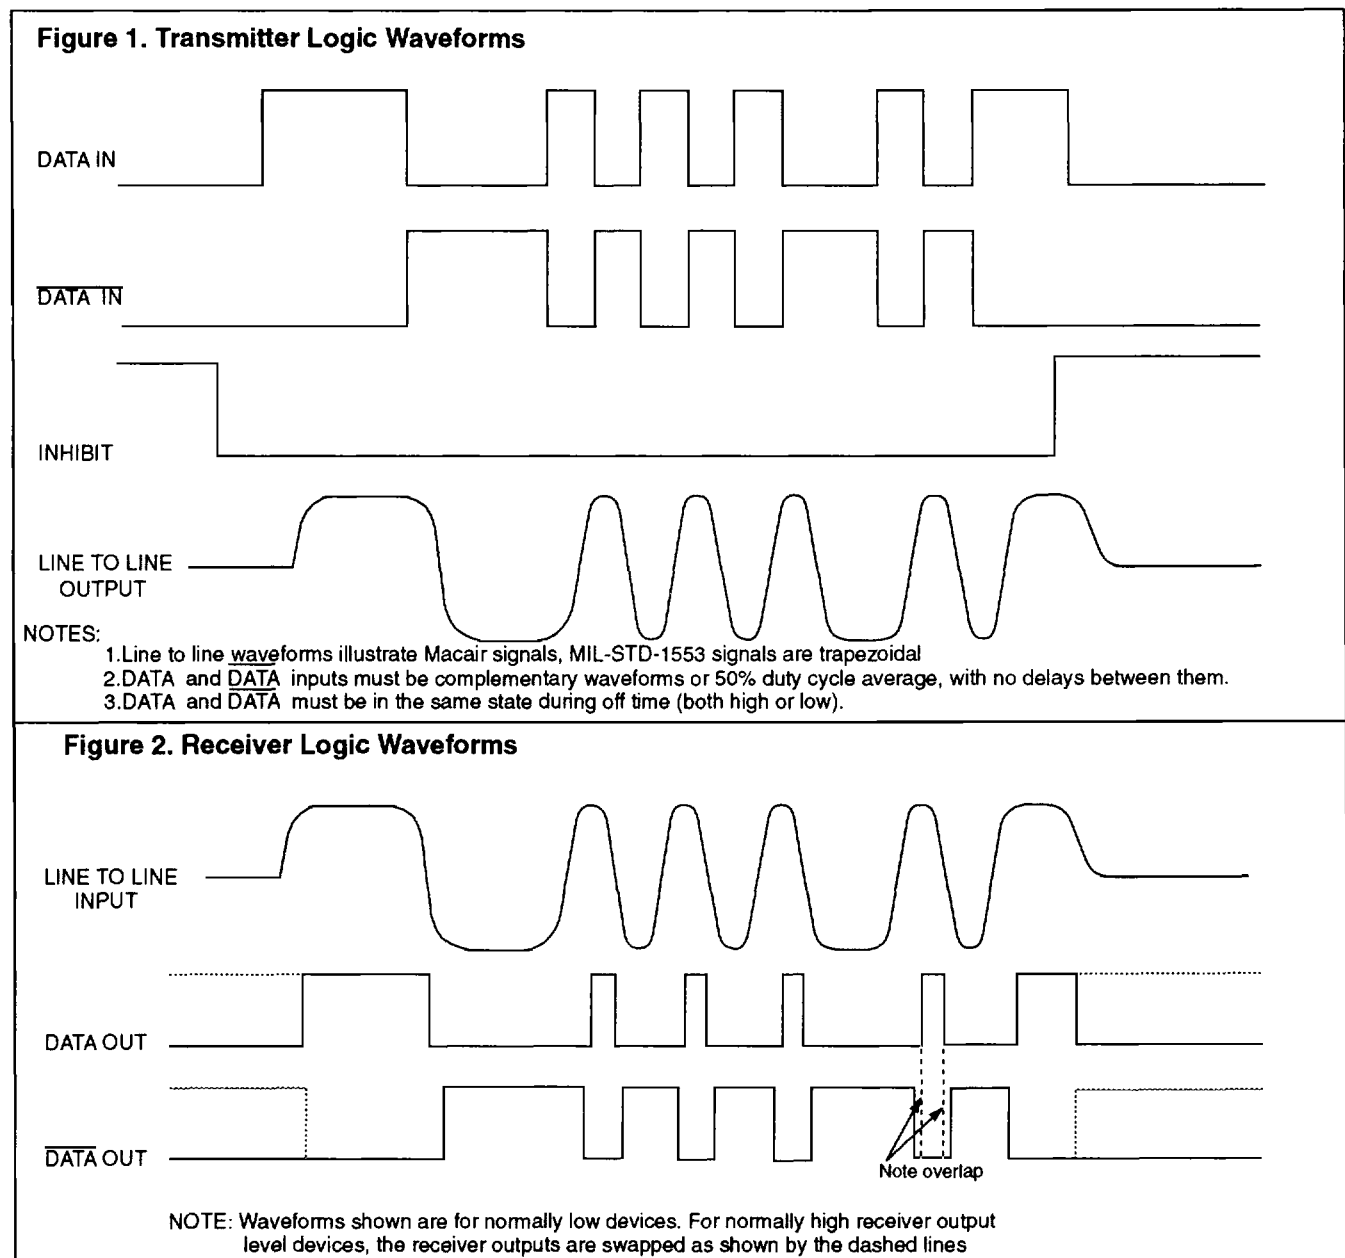 Figure 1. Transmitter Logic Waveforms
DATA IN
DATA IN
INHIBIT
LINE TO LINE
OUTPUT
NOTES:
1.Line to line waveforms illustrate Macair signals, MIL-STD-1553 signals are trapezoidal
2.DATA and DATA inputs must be complementary waveforms or 50% duty cycle average, with no delays between them.
3.DATA and DATA must be in the same state during off time (both high or low).
Figure 2. Receiver Logic Waveforms
LINE TO LINE
INPUT
DATA OUT
DATA OUT
Note overlap
NOTE: Waveforms shown are for normally low devices. For normally high receiver output
level devices, the receiver outputs are swapped as shown by the dashed lines